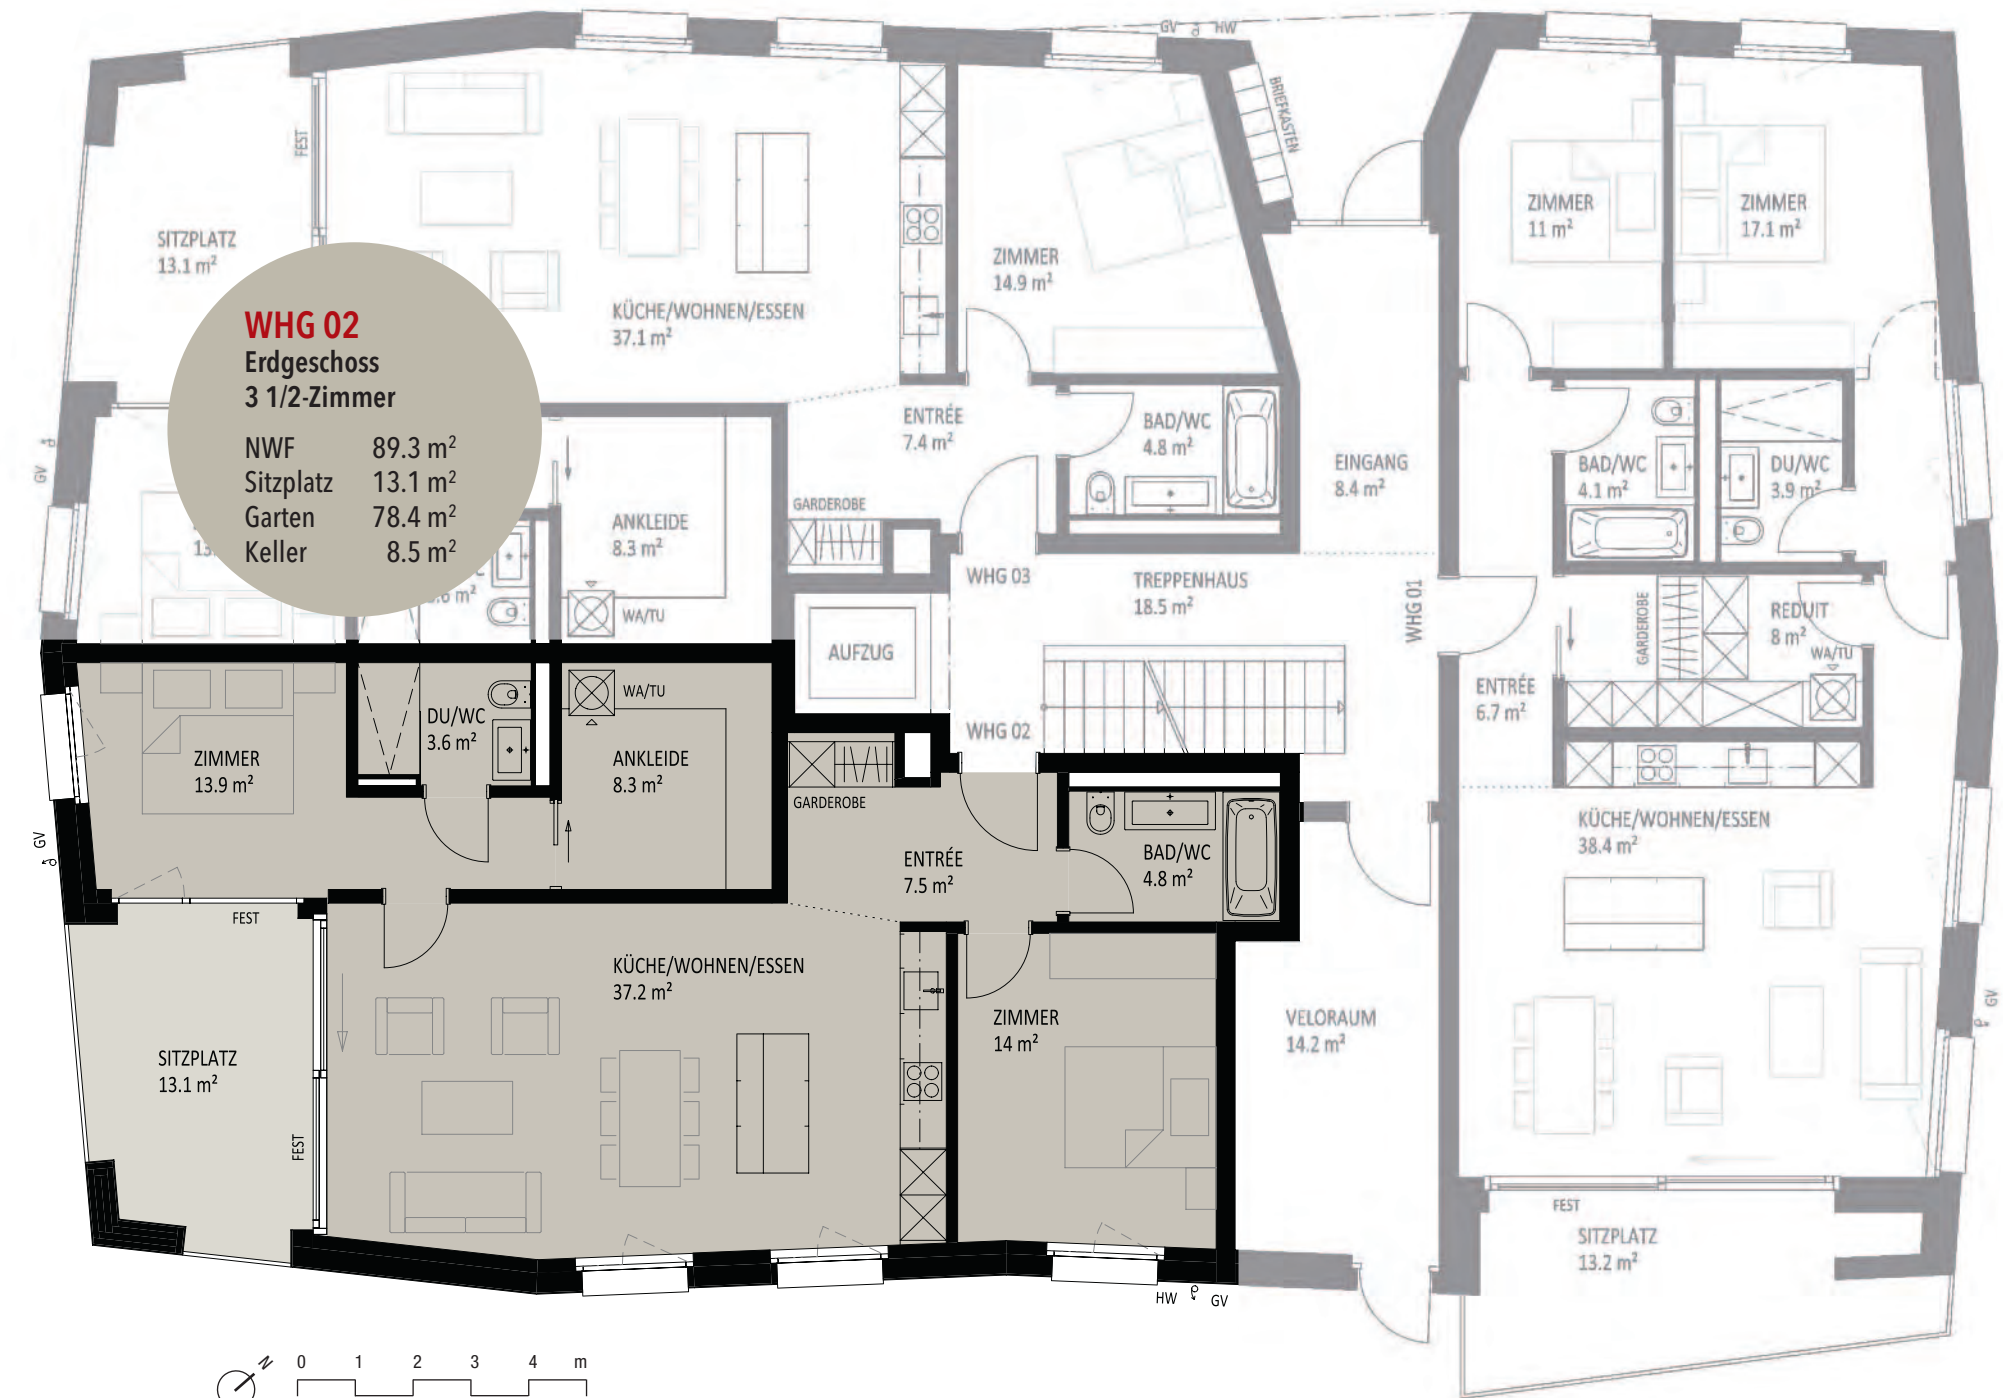 GV HW
BRIEFKASTEN
FEST
SITZPLATZ
13.1 m²
KÜCHE/WOHNEN/ESSEN
37.1 m²
ZIMMER
14.9 m²
ZIMMER
11 m²
ZIMMER
17.1 m²
WHG 02
Erdgeschoss
3 1/2-Zimmer
NWF 89.3 m²
Sitzplatz 13.1 m²
Garten 78.4 m²
Keller 8.5 m²
GV
ENTRÉE
7.4 m²
BAD/WC
4.8 m²
EINGANG
8.4 m²
BAD/WC
4.1 m²
DU/WC
3.9 m²
GARDEROBE
ANKLEIDE
8.3 m²
WA/TU
WHG 03
TREPPENHAUS
18.5 m²
WHG 01
GARDEROBE
REDUIT
8 m²
WA/TU
AUFZUG
ENTRÉE
6.7 m²
WHG 02
WA/TU
DU/WC
3.6 m²
ZIMMER
13.9 m²
ANKLEIDE
8.3 m²
GARDEROBE
GV
ENTRÉE
7.5 m²
BAD/WC
4.8 m²
KÜCHE/WOHNEN/ESSEN
38.4 m²
FEST
KÜCHE/WOHNEN/ESSEN
37.2 m²
ZIMMER
14 m²
VELORAUM
14.2 m²
GV
SITZPLATZ
13.1 m²
FEST
FEST
SITZPLATZ
13.2 m²
HW GV
N
0 1 2 3 4 m